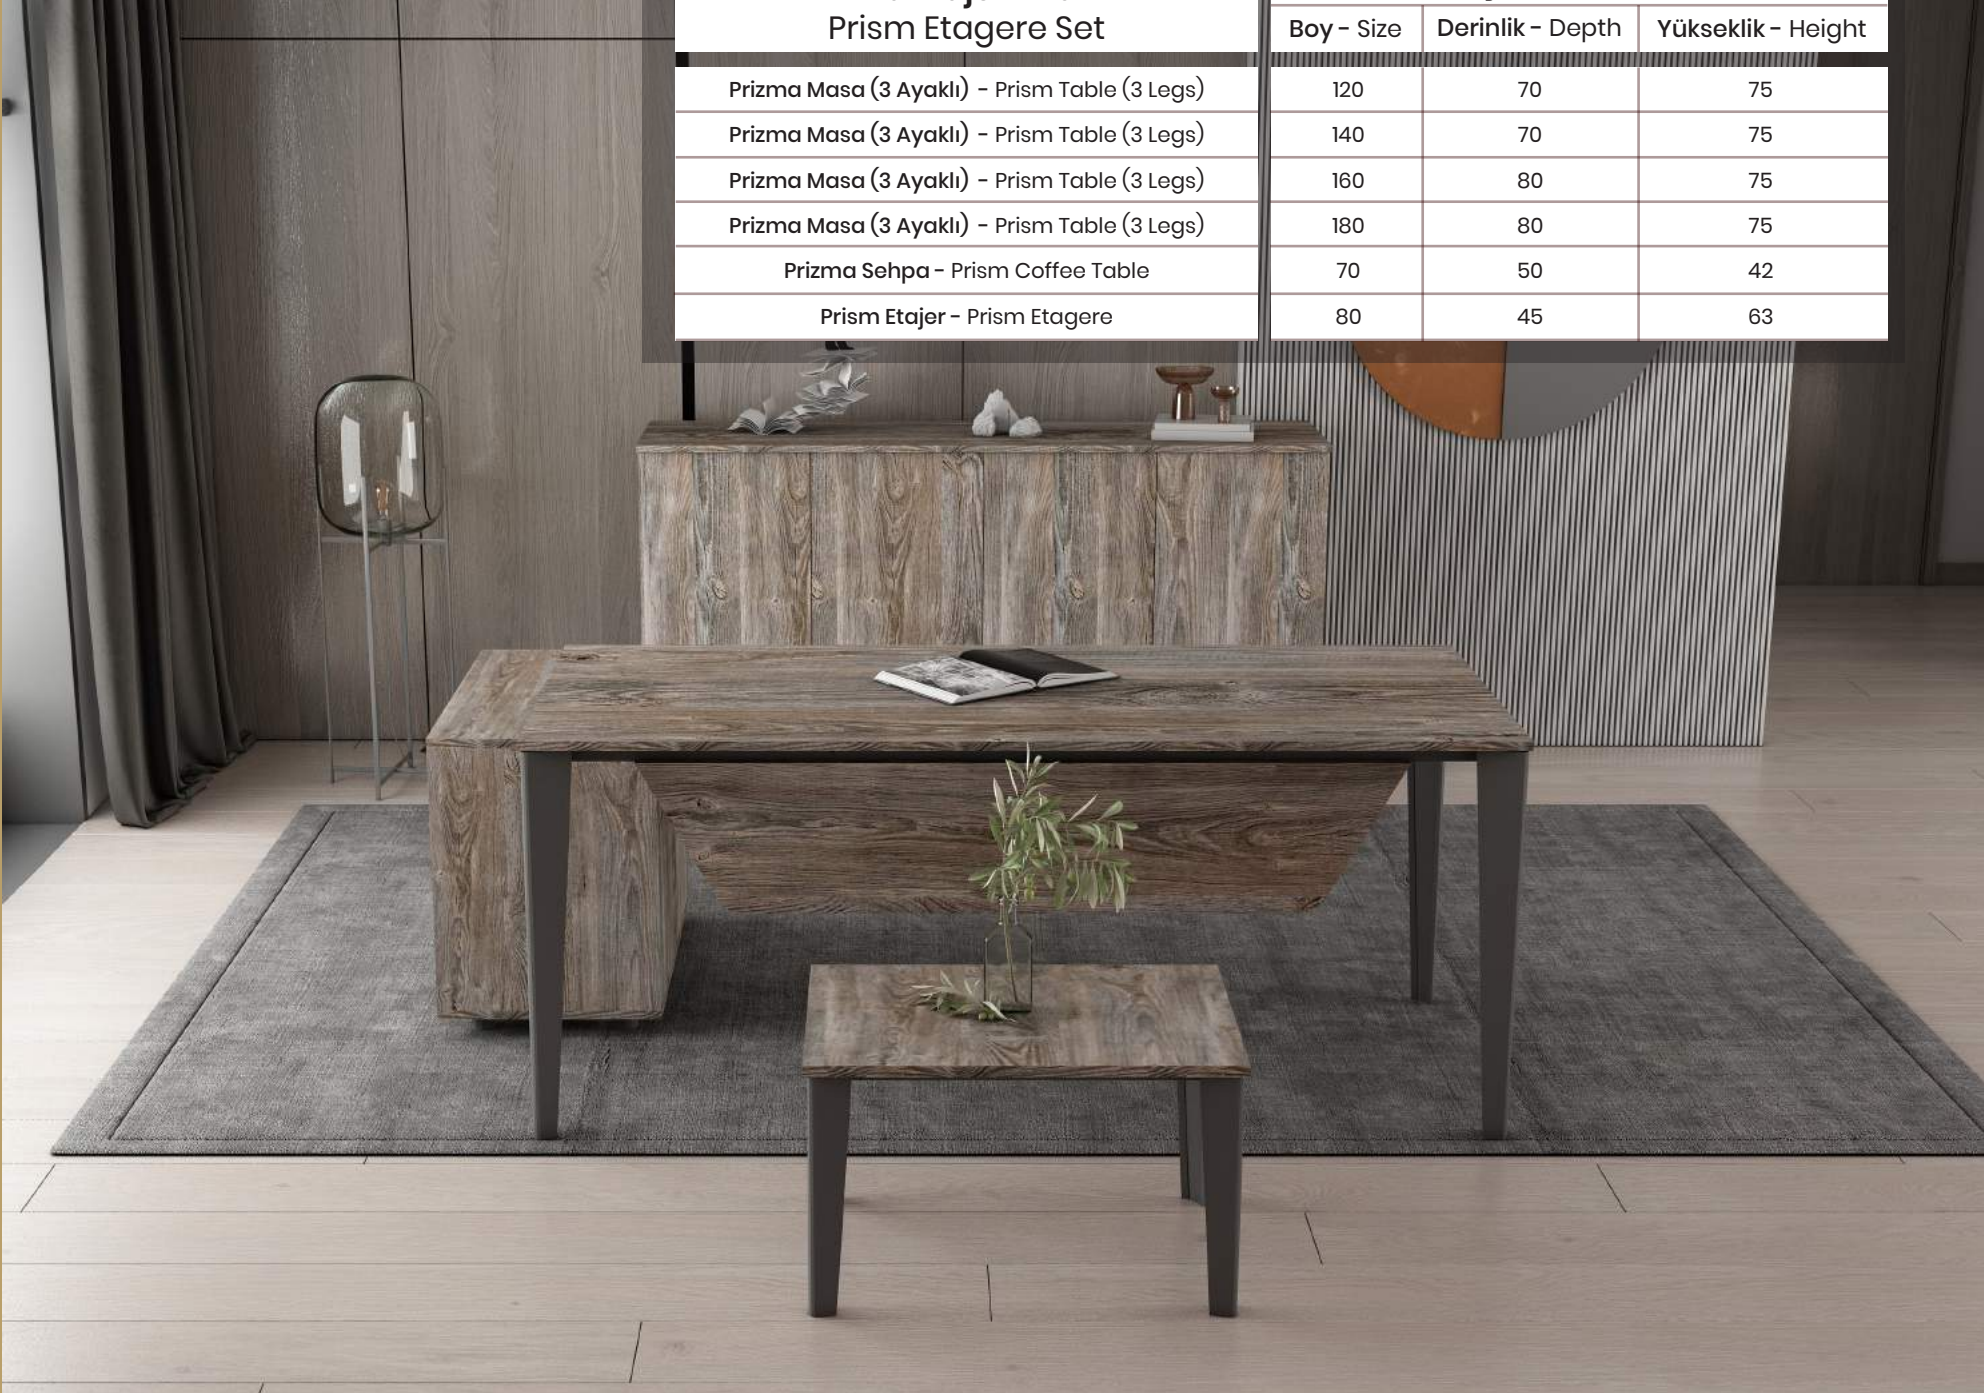 Prism Etagere Set
Boy - Size Derinlik - Depth Yükseklik - Height
Prizma Masa (3 Ayaklı) - Prism Table (3 Legs) 120 70 75
Prizma Masa (3 Ayaklı) - Prism Table (3 Legs) 140 70 75
Prizma Masa (3 Ayaklı) - Prism Table (3 Legs) 160 80 75
Prizma Masa (3 Ayaklı) - Prism Table (3 Legs) 180 80 75
Prizma Sehpa - Prism Coffee Table 70 50 42
Prism Etajer - Prism Etagere 80 45 63